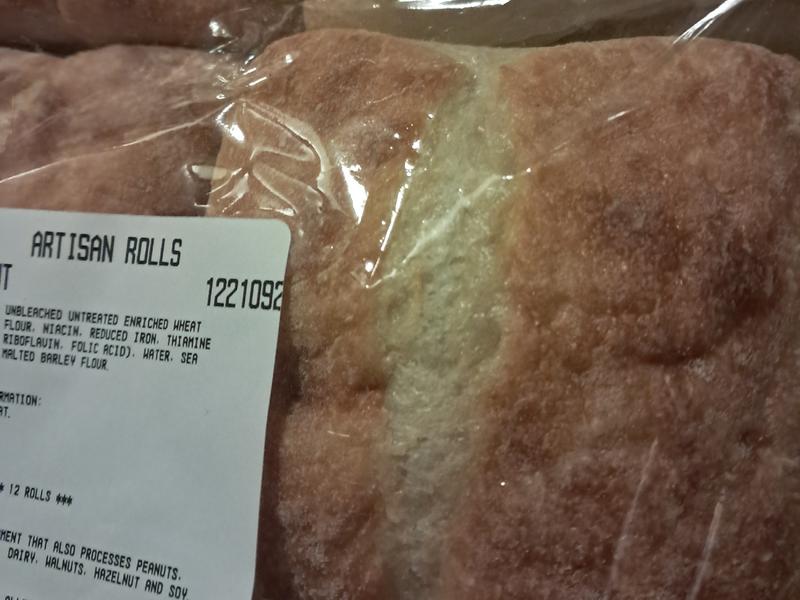 ARTISAN ROLLS
1221092
UNBLEACHED UNTREATED ENRICHED WHEAT
FLOUR, NIACIN, REDUCED IRON, THIAMINE
RIBOFLAVIN, FOLIC ACID), WATER, SEA
MALTED BARLEY FLOUR.
RMATION:
AT.
* 12 ROLLS ***
MENT THAT ALSO PROCESSES PEANUTS,
DAIRY, WALNUTS, HAZELNUT AND SOY.